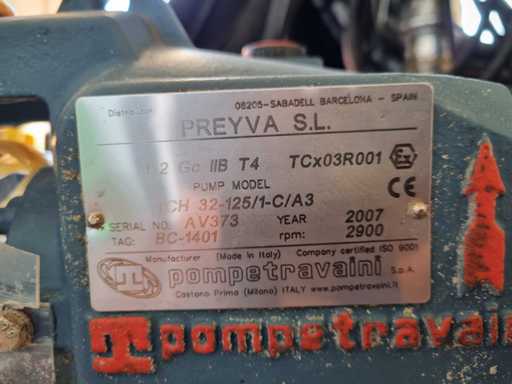 08205-SABADELL BARCELONA - SPAIN
PREYVA S.L.
2 Gc IIB T4 TCx03R001
PUMP MODEL
CH 32-125/1-C/A3
SERIAL NO. AV373 YEAR 2007
TAG: BC-1401 rpm: 2900
Manufacturer (Made in Italy) Company certified ISO 9001
pompetravaini S.p.A.
Castano Primo (Milano) ITALY www.pompetravaini.it
pompetravaini